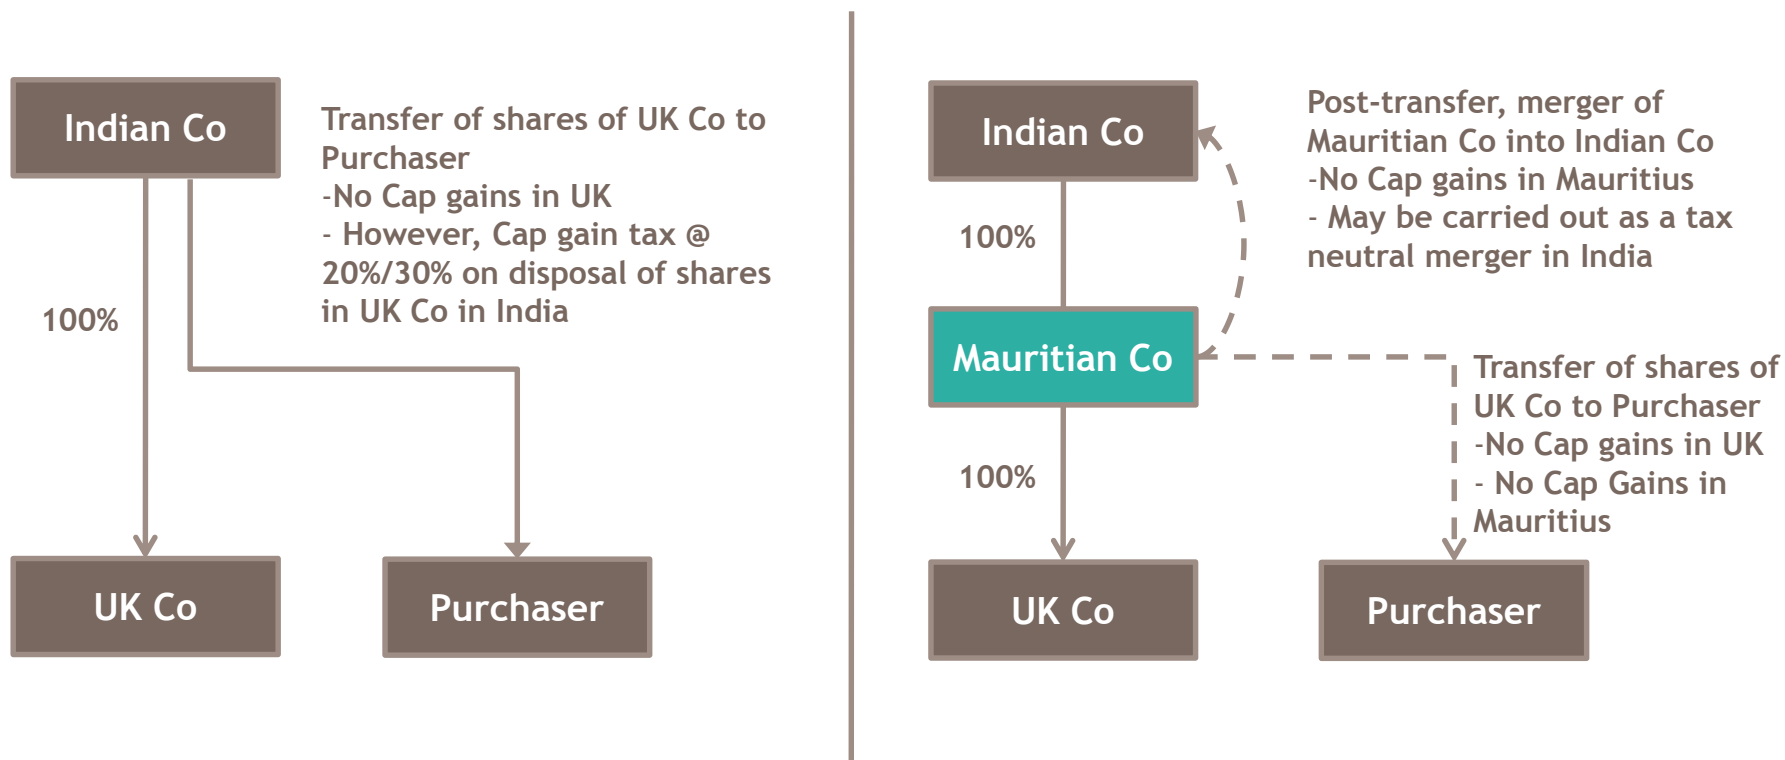 Indian Co
Transfer of shares of UK Co to
Purchaser
-No Cap gains in UK
- However, Cap gain tax @
20%/30% on disposal of shares
in UK Co in India
100%
UK Co
Purchaser
Indian Co
Post-transfer, merger of
Mauritian Co into Indian Co
-No Cap gains in Mauritius
- May be carried out as a tax
neutral merger in India
100%
Mauritian Co
Transfer of shares of
UK Co to Purchaser
-No Cap gains in UK
- No Cap Gains in
Mauritius
100%
UK Co
Purchaser